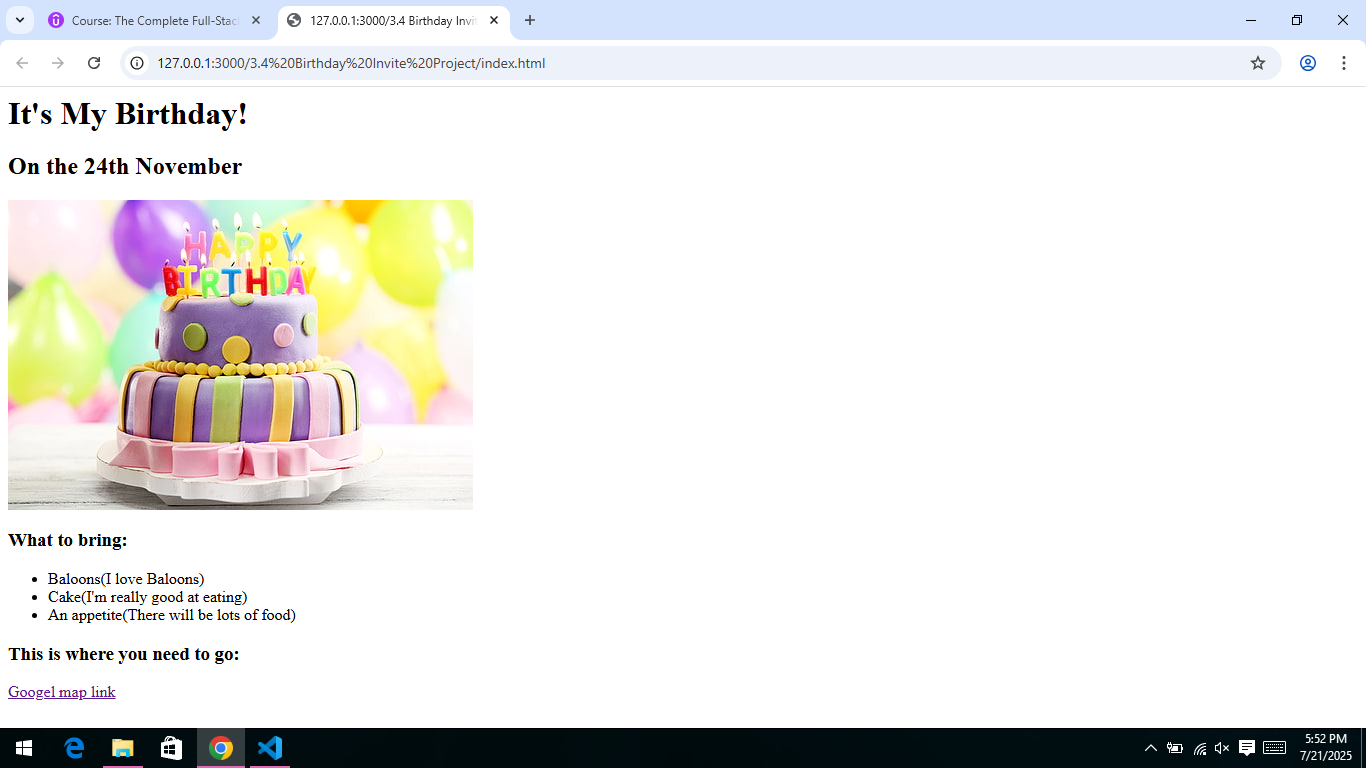 Course: The Complete Full-Stac
127.0.0.1:3000/3.4 Birthday Invi
127.0.0.1:3000/3.4%20Birthday%20Invite%20Project/index.html
It's My Birthday!
On the 24th November
HAPPY
BIRTHDAY
What to bring:
Baloons(I love Baloons)
Cake(I'm really good at eating)
An appetite(There will be lots of food)
This is where you need to go:
Googel map link
5:52 PM
7/21/2025